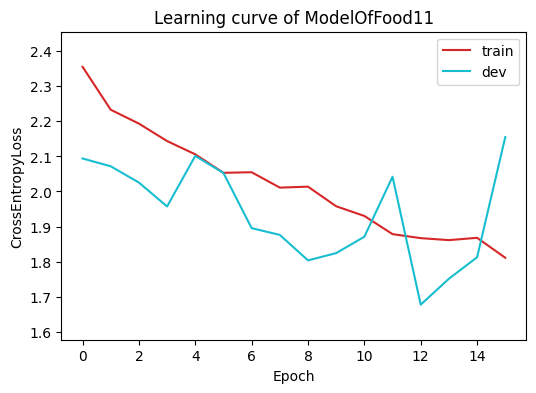 Learning curve of ModelOfFood11
train
dev
2.4
2.3
2.2
2.1
2.0
1.9
1.8
1.7
1.6
CrossEntropyLoss
0 2 4 6 8 10 12 14
Epoch